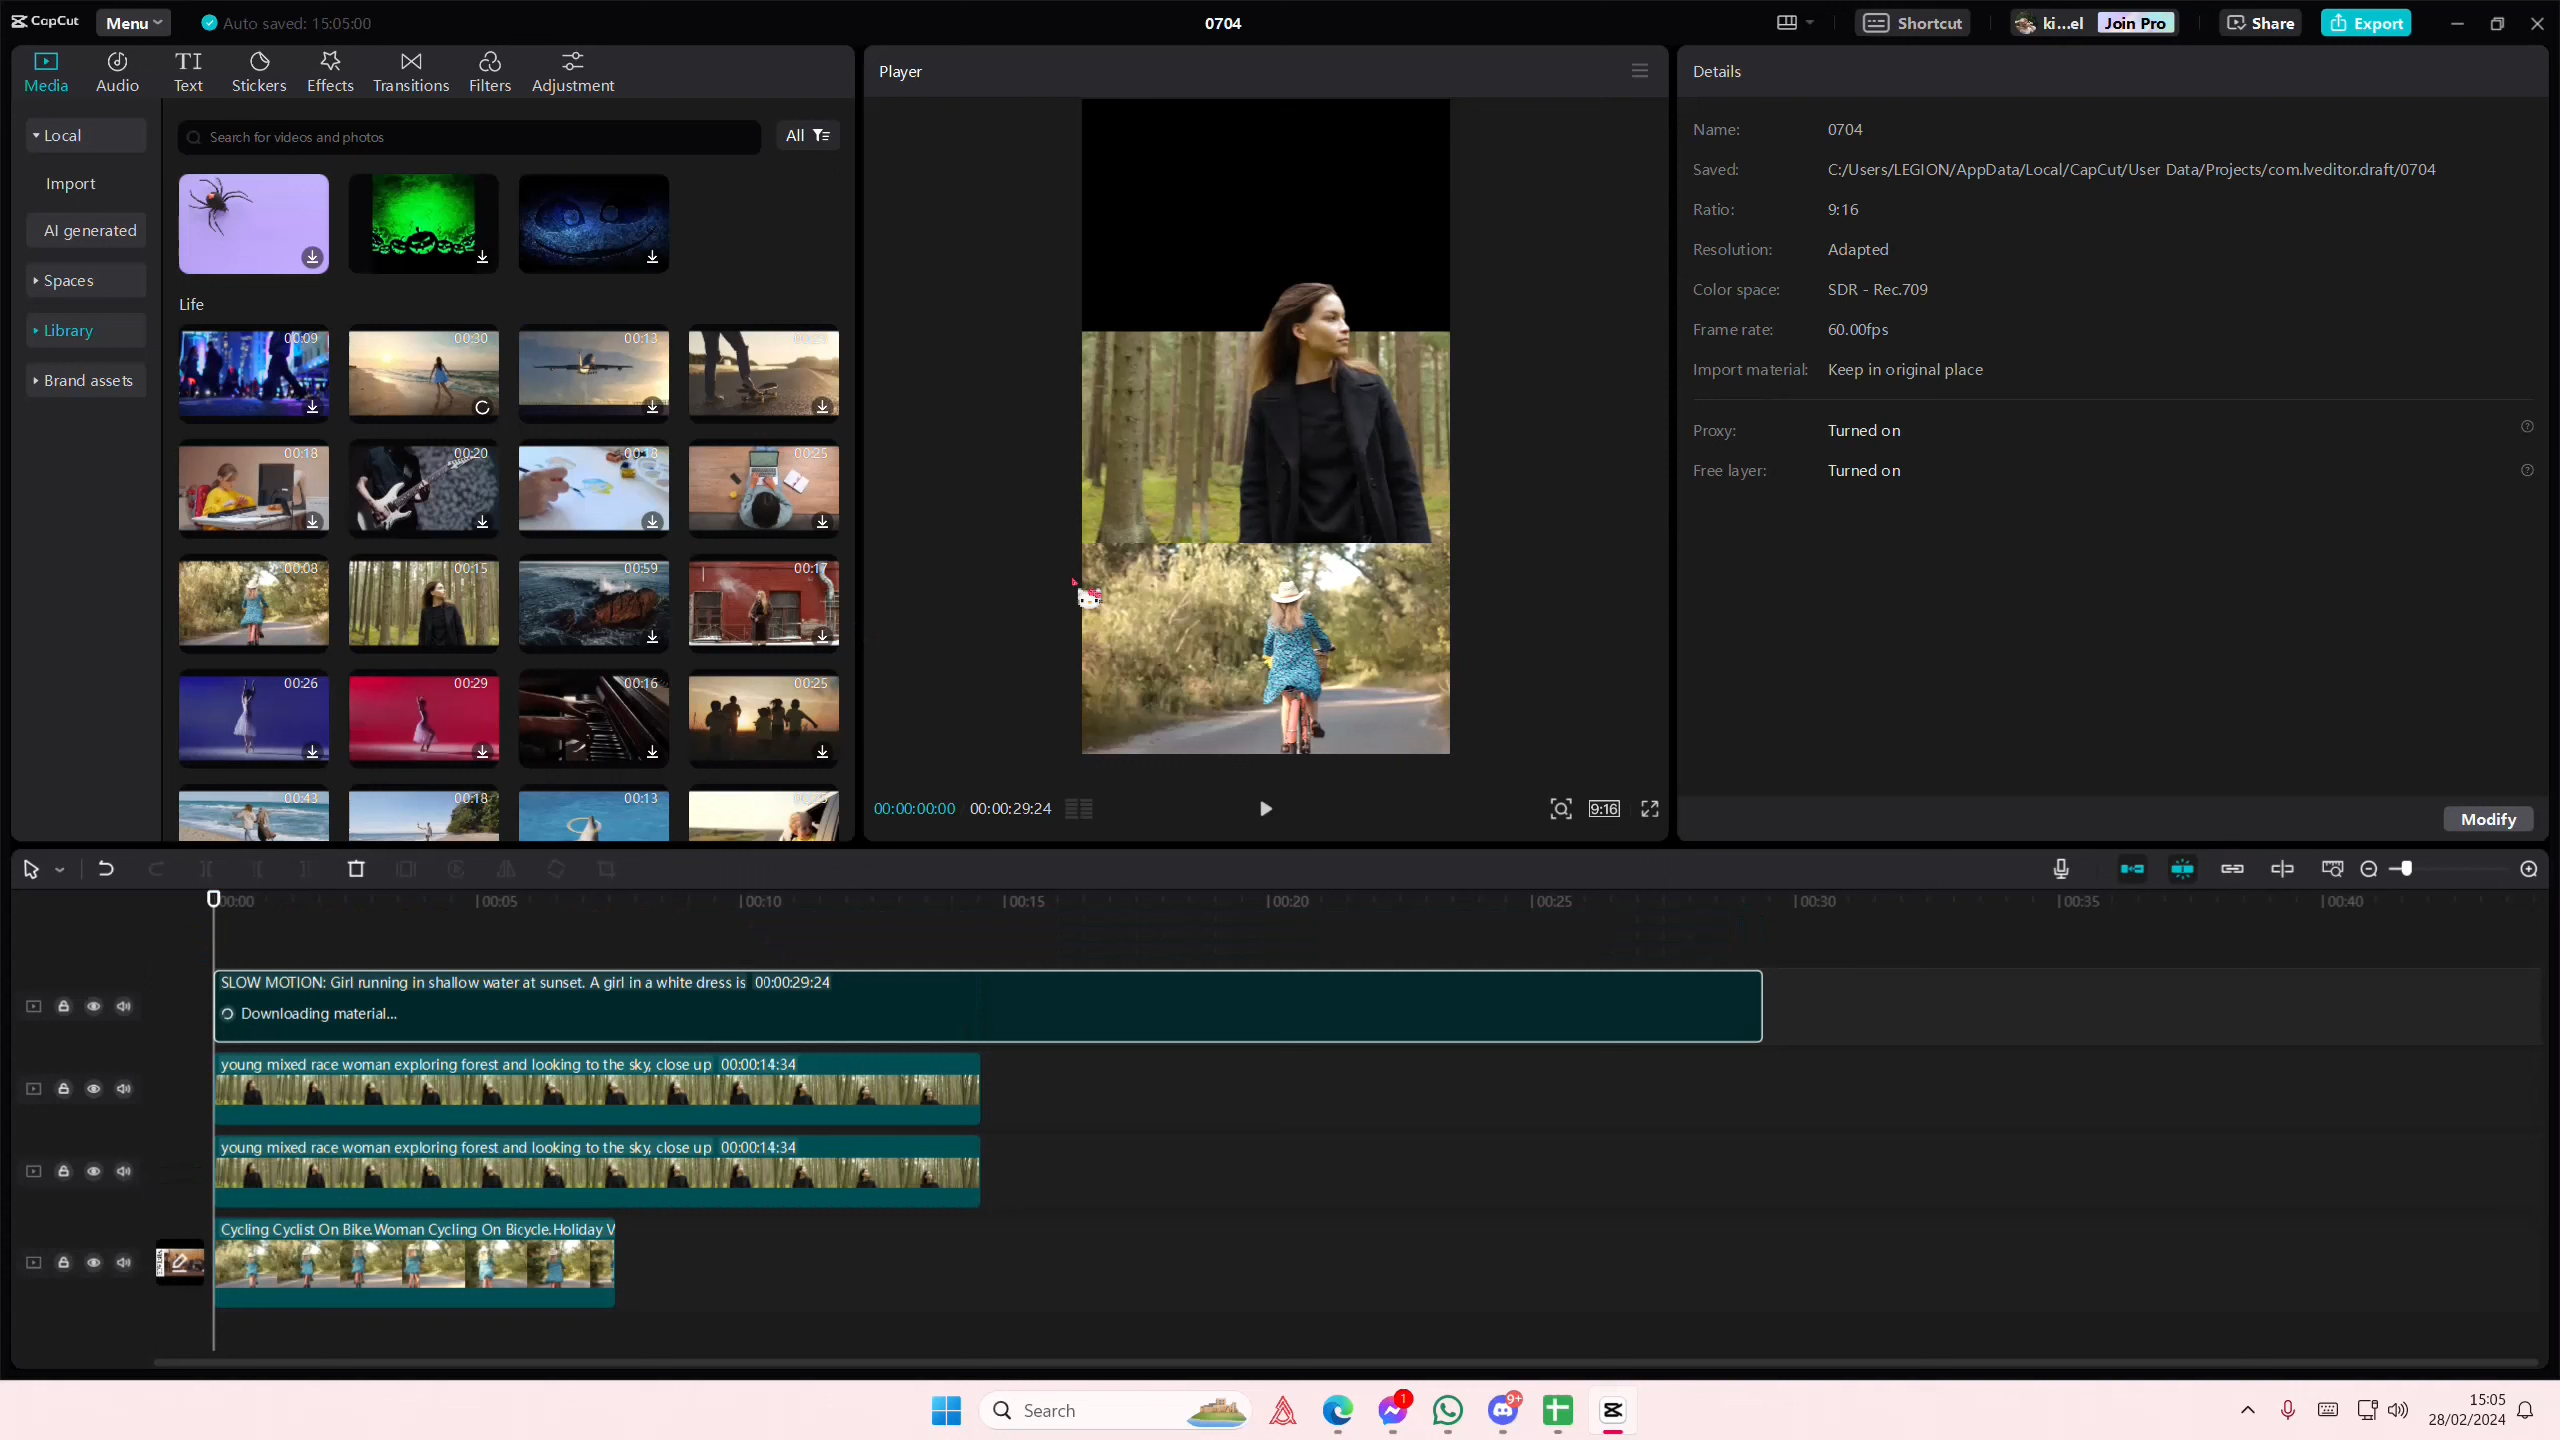 CapCut
Menu
Auto saved: 15:05:00
0704
Shortcut
ki...el
Join Pro
Share
Export
Media
Audio
Text
Stickers
Effects
Transitions
Filters
Adjustment
Player
Details
Local
Import
AI generated
Spaces
Library
Brand assets
Search for videos and photos
All
Life
00:09
00:30
00:13
00:18
00:20
00:18
00:25
00:08
00:15
00:59
00:17
00:26
00:29
00:16
00:25
00:43
00:18
00:13
00:00:00:00
00:00:29:24
9:16
Name: 0704
Saved: C:/Users/LEGION/AppData/Local/CapCut/User Data/Projects/com.lveditor.draft/0704
Ratio: 9:16
Resolution: Adapted
Color space: SDR - Rec.709
Frame rate: 60.00fps
Import material: Keep in original place
Proxy: Turned on
Free layer: Turned on
Modify
00:00
00:05
00:10
00:15
00:20
00:25
00:30
00:35
00:40
SLOW MOTION: Girl running in shallow water at sunset. A girl in a white dress is 00:00:29:24
Downloading material...
young mixed race woman exploring forest and looking to the sky, close up 00:00:14:34
young mixed race woman exploring forest and looking to the sky, close up 00:00:14:34
Cycling Cyclist On Bike.Woman Cycling On Bicycle.Holiday V
Search
1
9+
15:05
28/02/2024